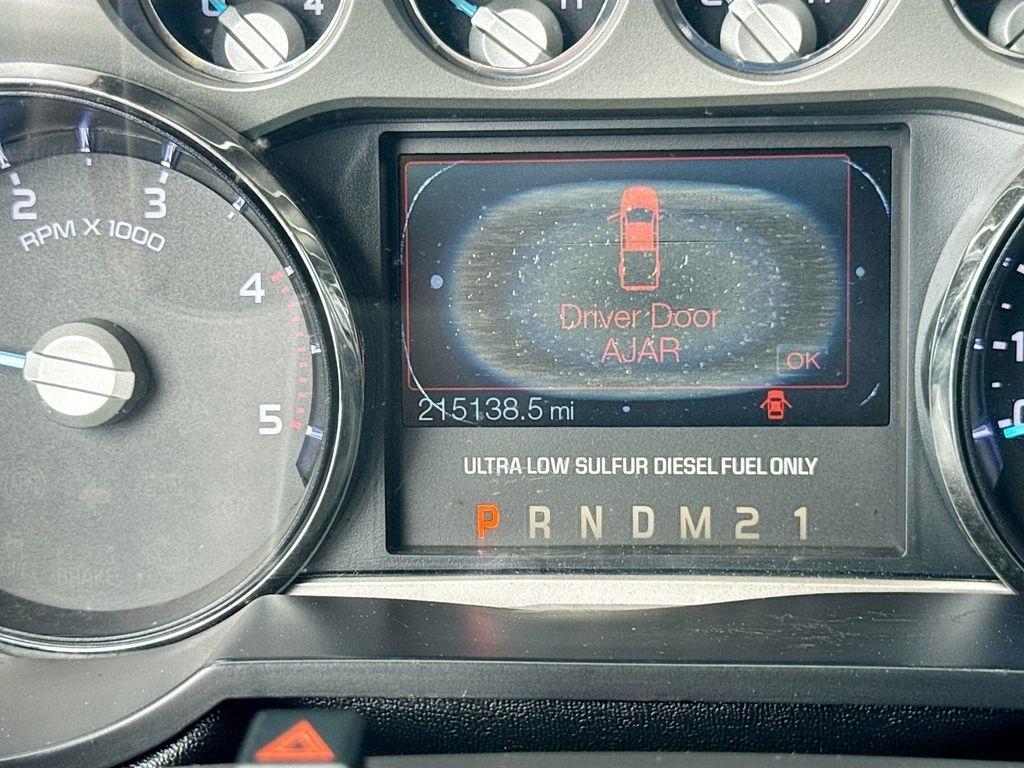 4
2
3
RPM X 1000
4
5
Driver Door
AJAR
OK
215138.5 mi
ULTRA LOW SULFUR DIESEL FUEL ONLY
P R N D M 2 1